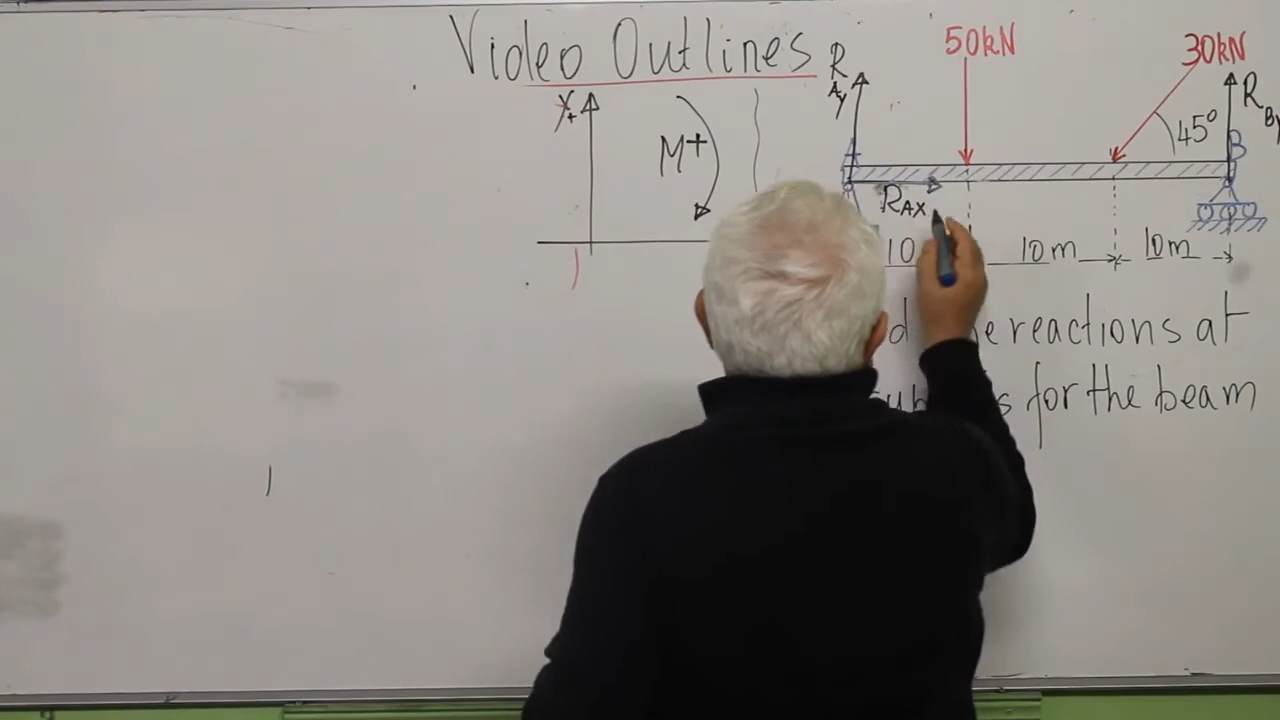 Video Outlines
50kN
30kN
R
Ay
R
By
Y+
M+
45°
A
B
RAX
10
10m
10m
reactions at
for the beam